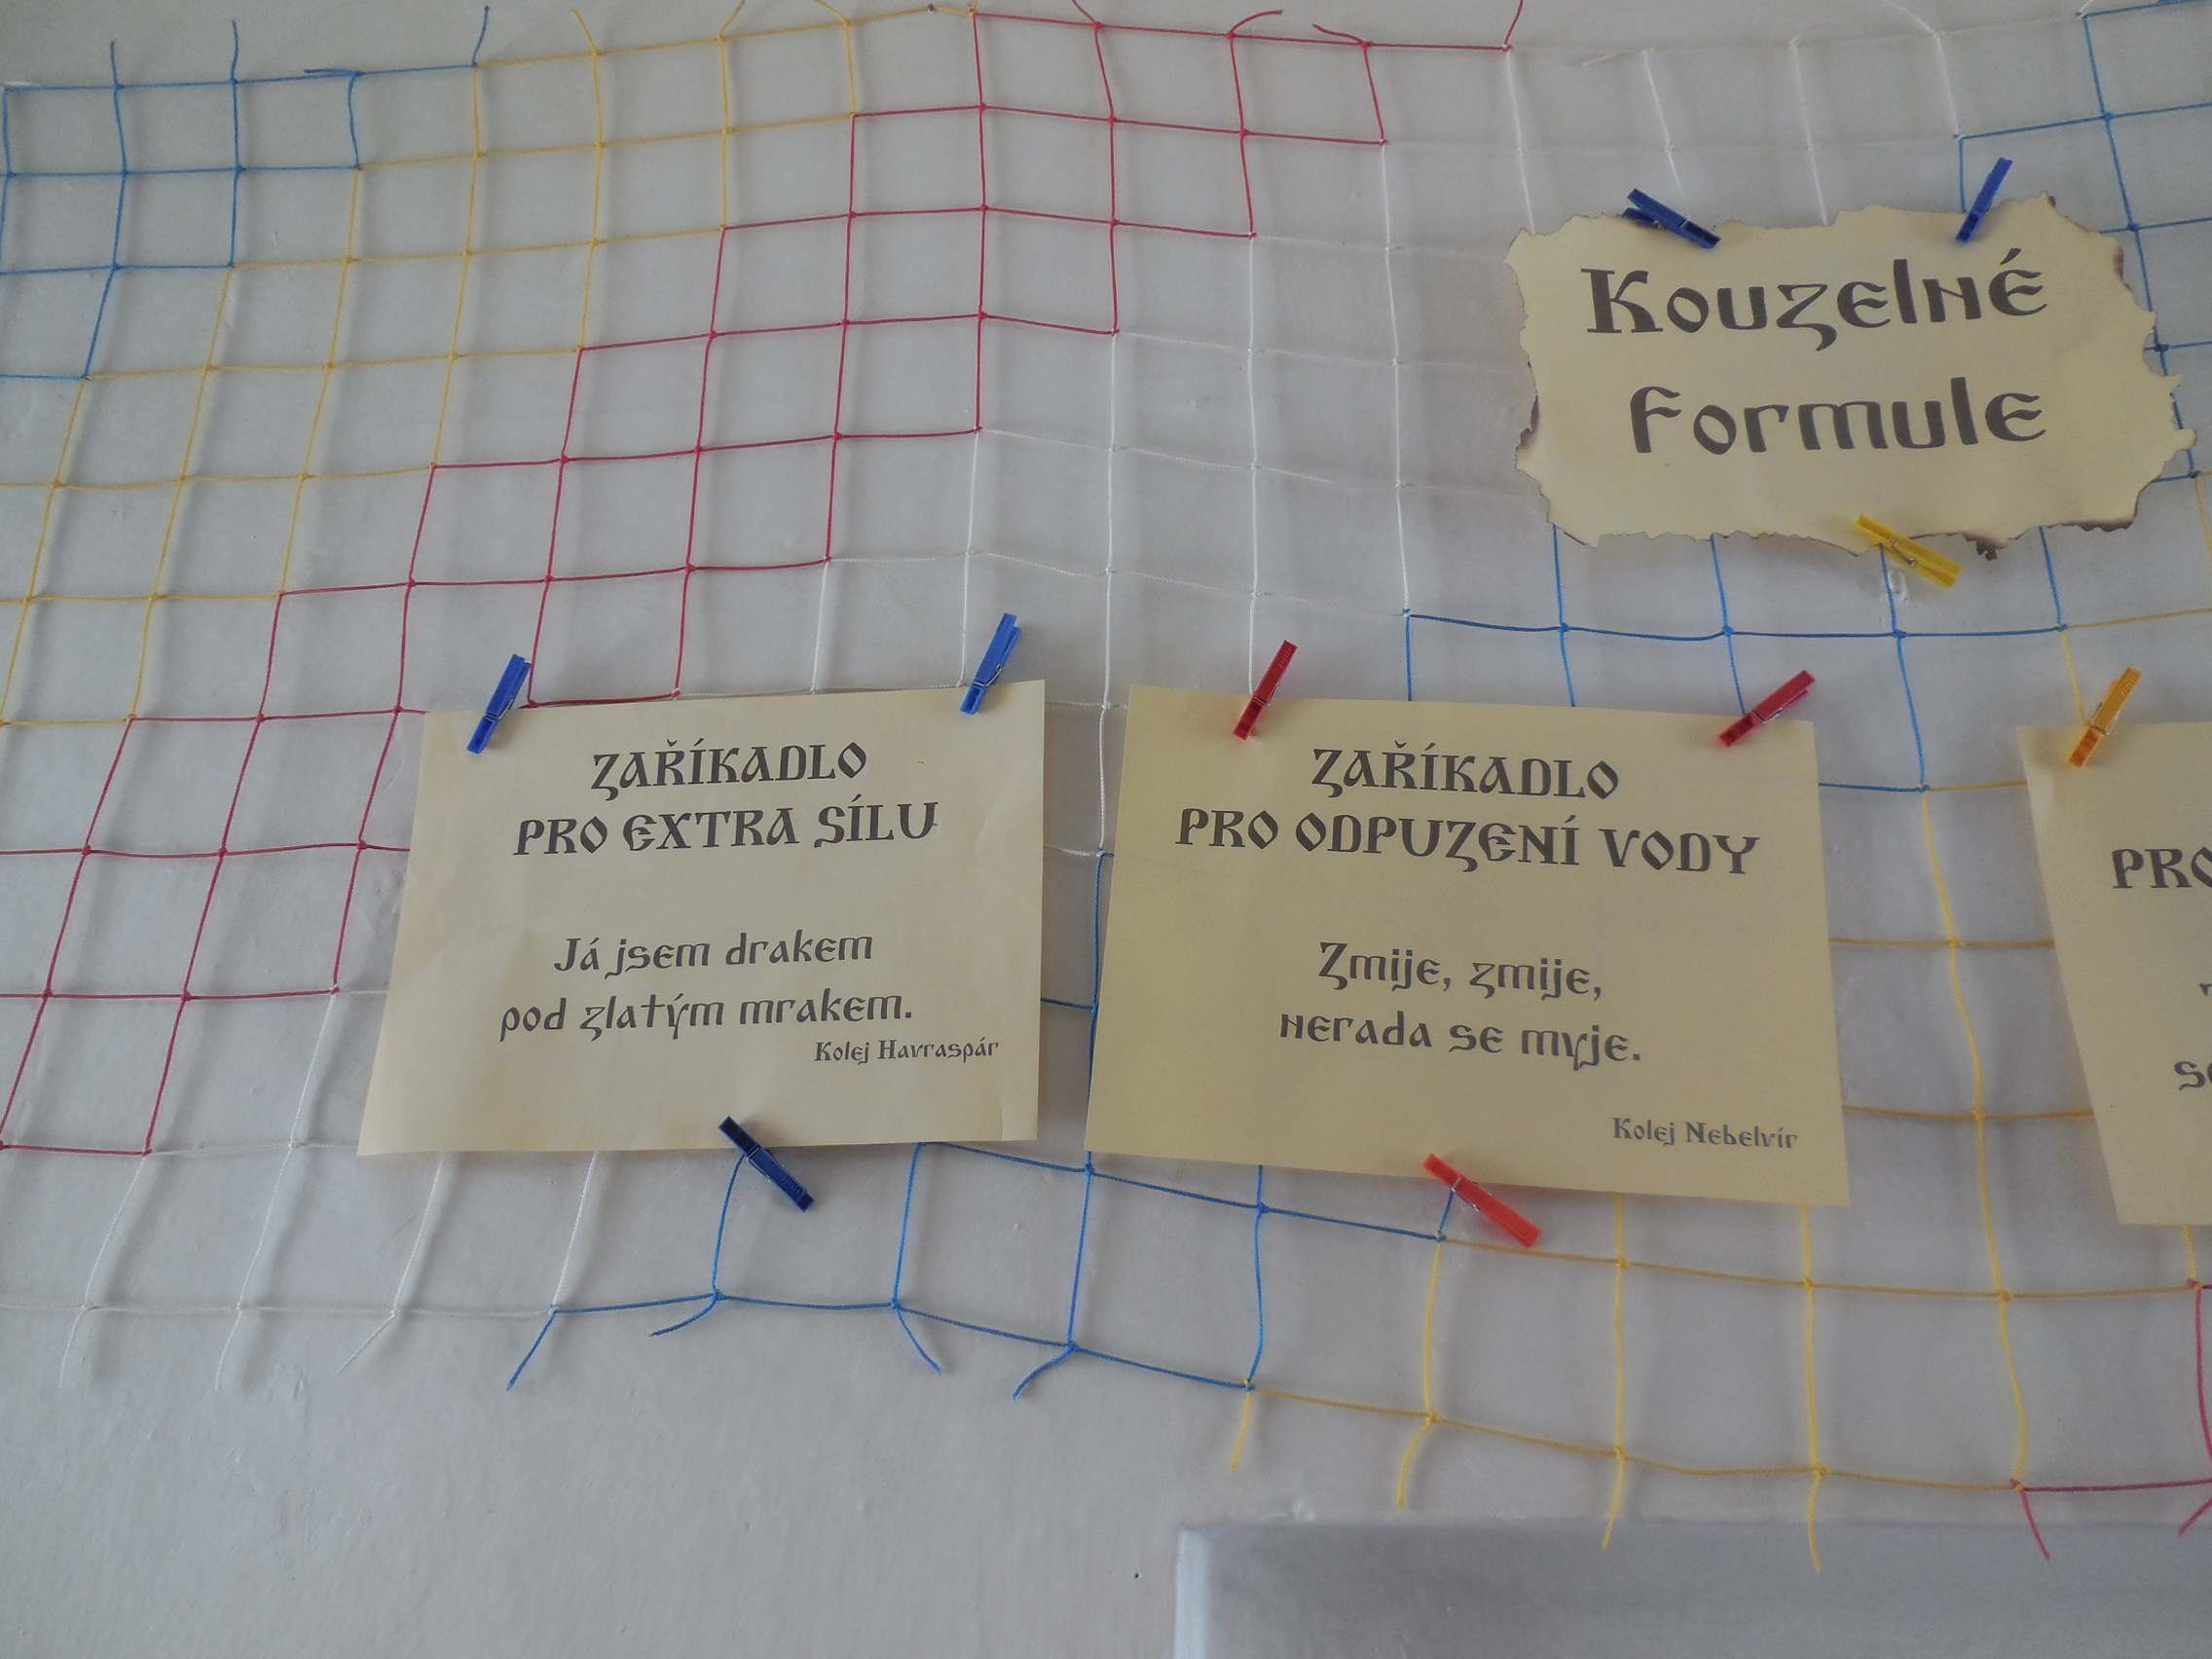 Kouzelné
formule
ZAŘÍKADLO
PRO EXTRA SÍLU
Já jsem drakem
pod zlatým mrakem.
Kolej Havraspár
ZAŘÍKADLO
PRO ODPUZENÍ VODY
Zmije, zmije,
nerada se myje.
Kolej Nebelvír
PRO